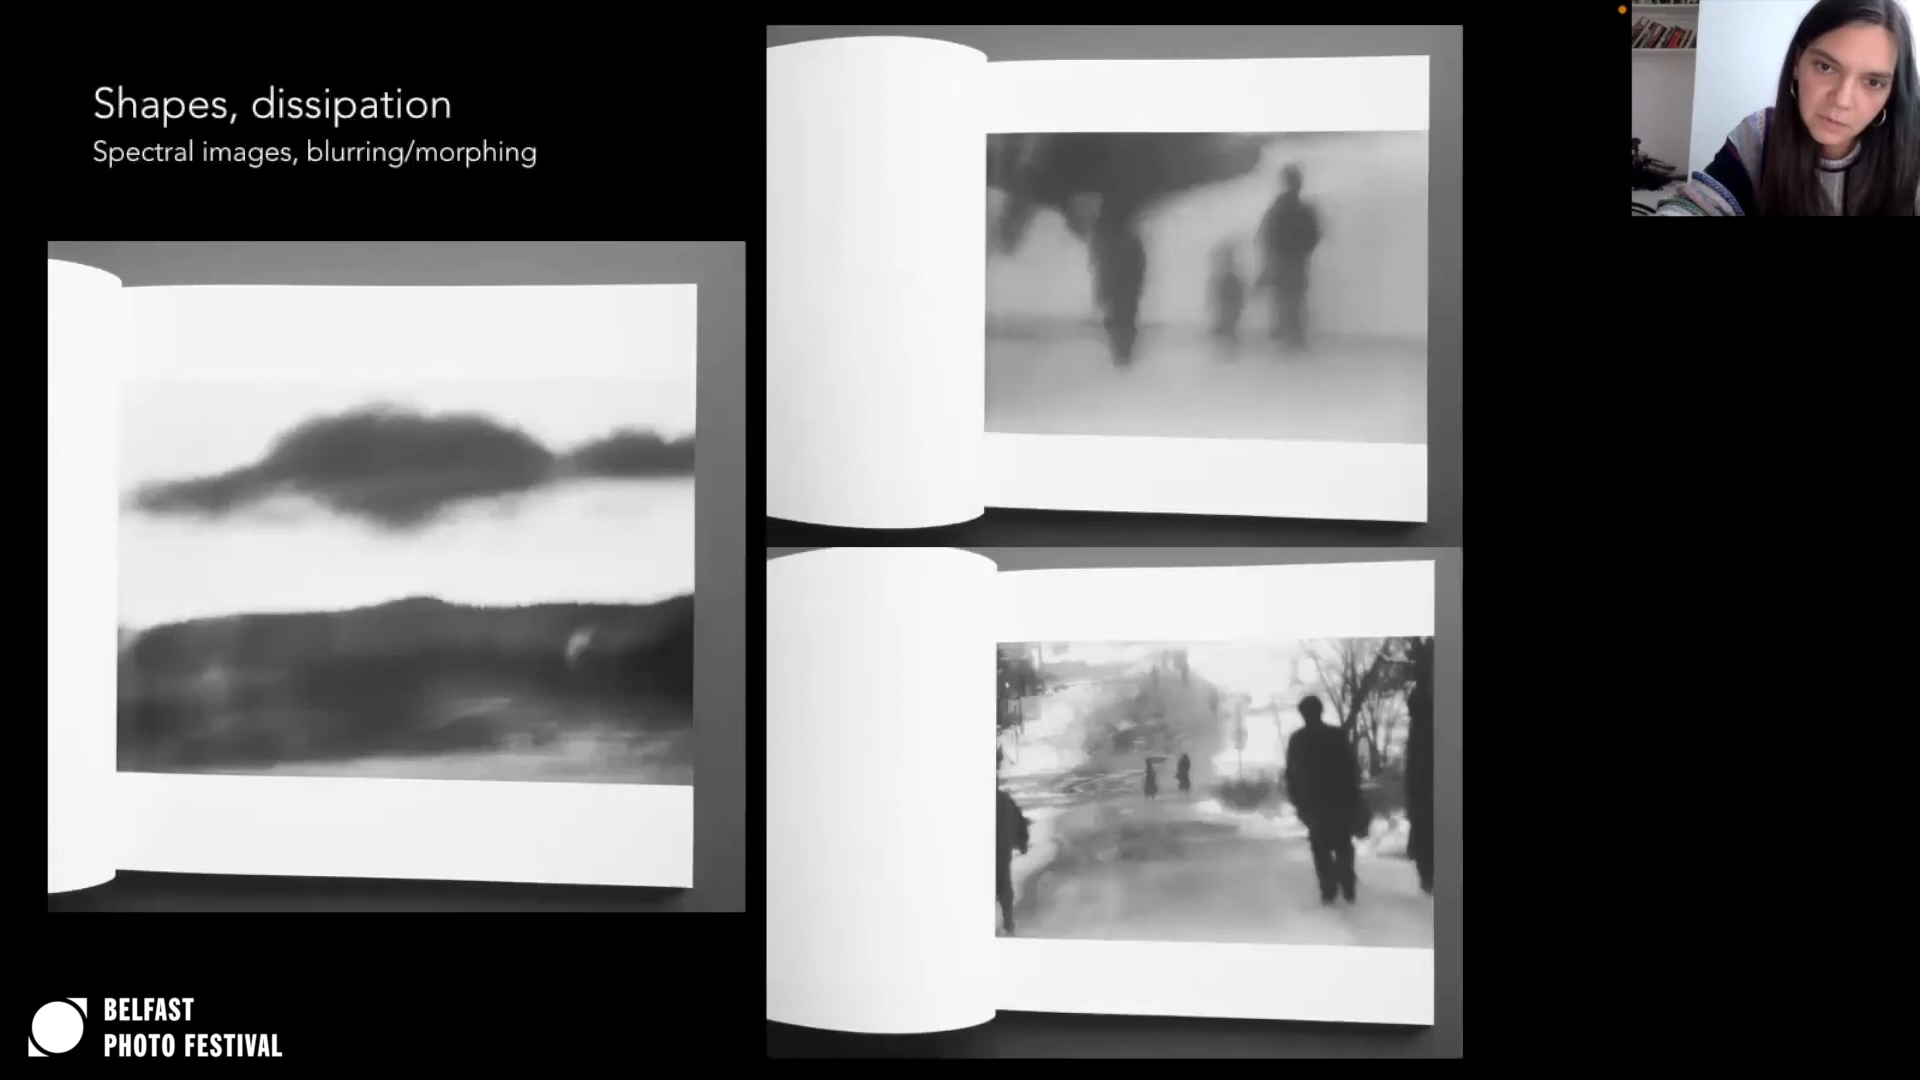 Shapes, dissipation
Spectral images, blurring/morphing
BELFAST
PHOTO FESTIVAL